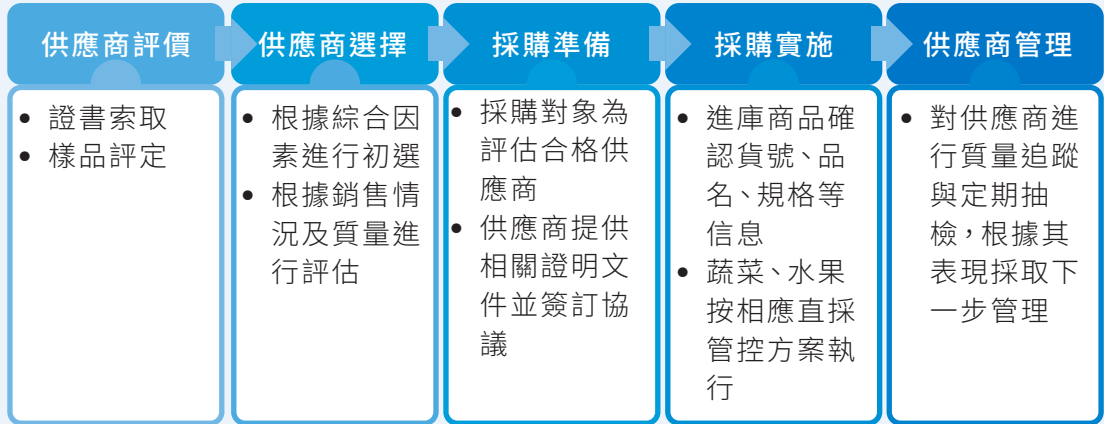 供應商評價
供應商選擇
採購準備
採購實施
供應商管理
• 證書索取
• 樣品評定
• 根據綜合因
素進行初選
• 根據銷售情
況及質量進
行評估
• 採購對象為
評估合格供
應商
• 供應商提供
相關證明文
件並簽訂協
議
• 進庫商品確
認貨號、品
名、規格等
信息
• 蔬菜、水果
按相應直採
管控方案執
行
• 對供應商進
行質量追蹤
與定期抽
檢，根據其
表現採取下
一步管理